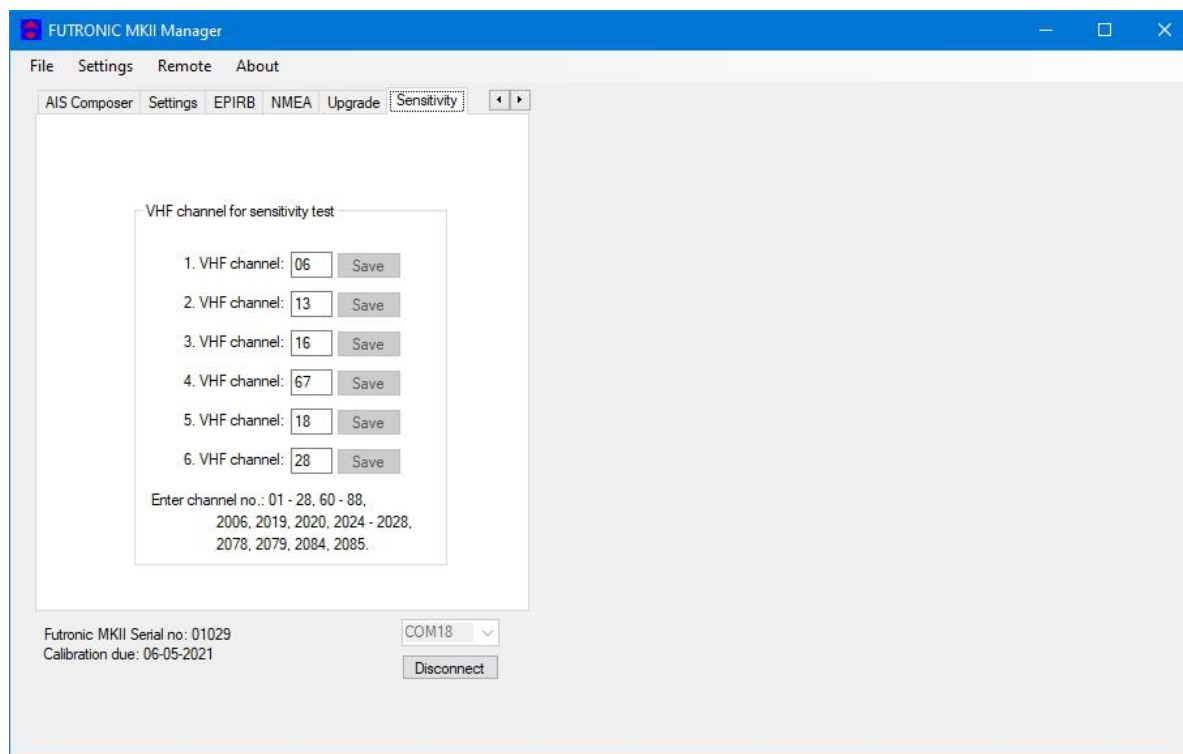 FUTRONIC MKII Manager
File Settings Remote About
AIS Composer Settings EPIRB NMEA Upgrade Sensitivity
VHF channel for sensitivity test
1. VHF channel: 06 Save
2. VHF channel: 13 Save
3. VHF channel: 16 Save
4. VHF channel: 67 Save
5. VHF channel: 18 Save
6. VHF channel: 28 Save
Enter channel no.: 01 - 28, 60 - 88,
2006, 2019, 2020, 2024 - 2028,
2078, 2079, 2084, 2085.
Futronic MKII Serial no: 01029 COM18
Calibration due: 06-05-2021
Disconnect